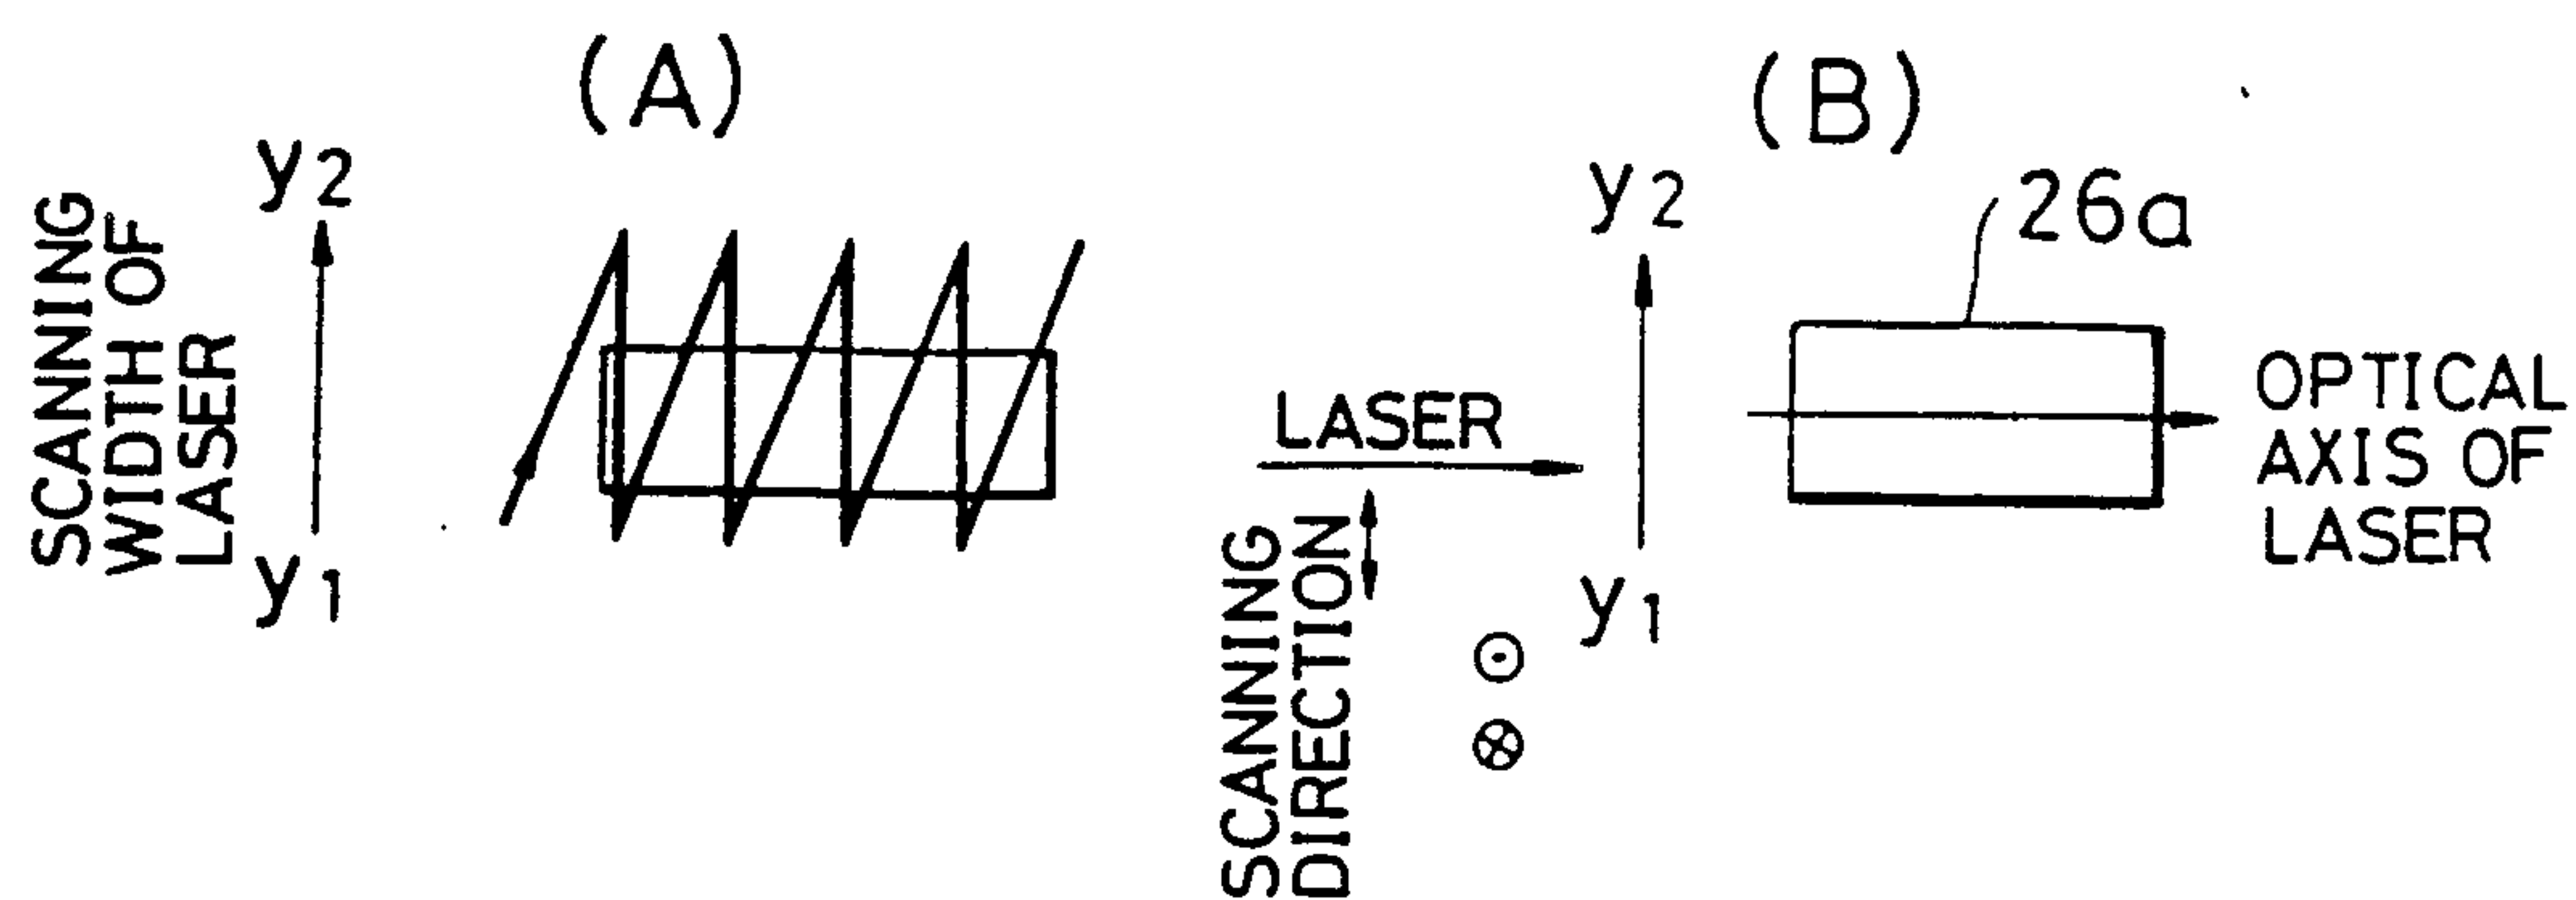 (A)
SCANNING
WIDTH OF
LASER
y2
y1
(B)
LASER
SCANNING
DIRECTION
y2
y1
26a
OPTICAL
AXIS OF
LASER